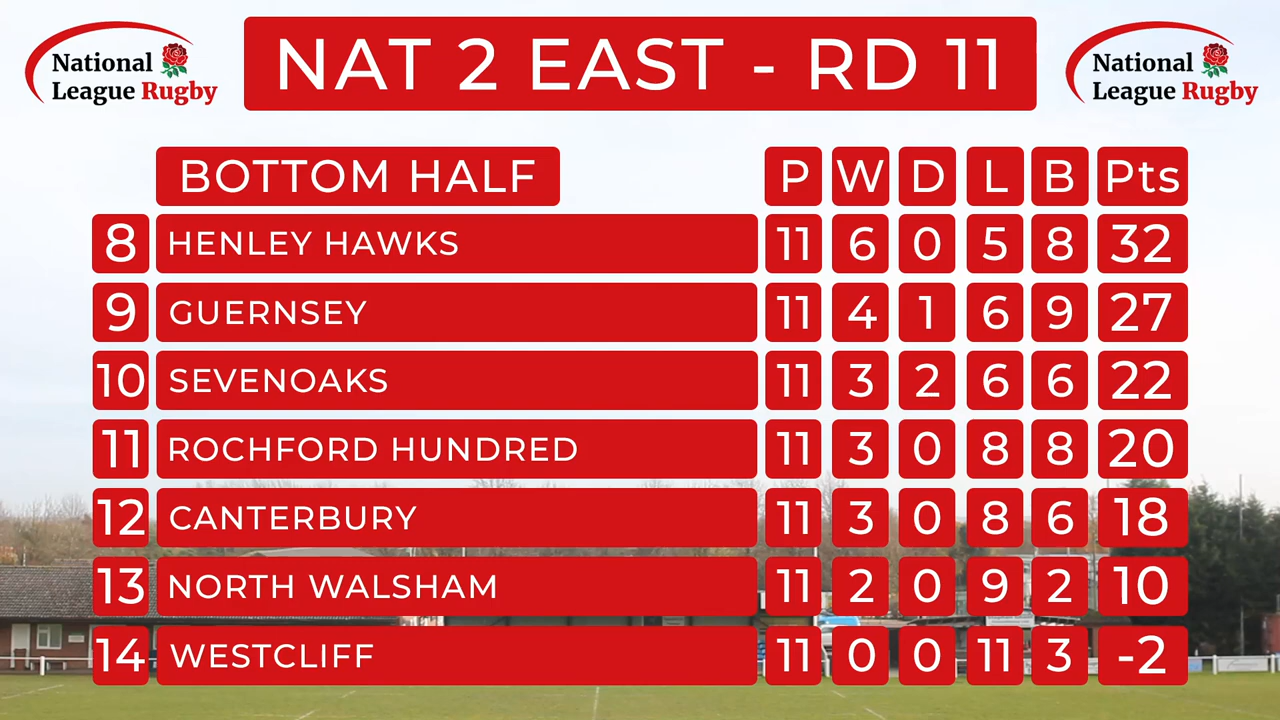 National
League Rugby
NAT 2 EAST - RD 11
National
League Rugby
BOTTOM HALF P W D L B Pts
8 HENLEY HAWKS 11 6 0 5 8 32
9 GUERNSEY 11 4 1 6 9 27
10 SEVENOAKS 11 3 2 6 6 22
11 ROCHFORD HUNDRED 11 3 0 8 8 20
12 CANTERBURY 11 3 0 8 6 18
13 NORTH WALSHAM 11 2 0 9 2 10
14 WESTCLIFF 11 0 0 11 3 -2